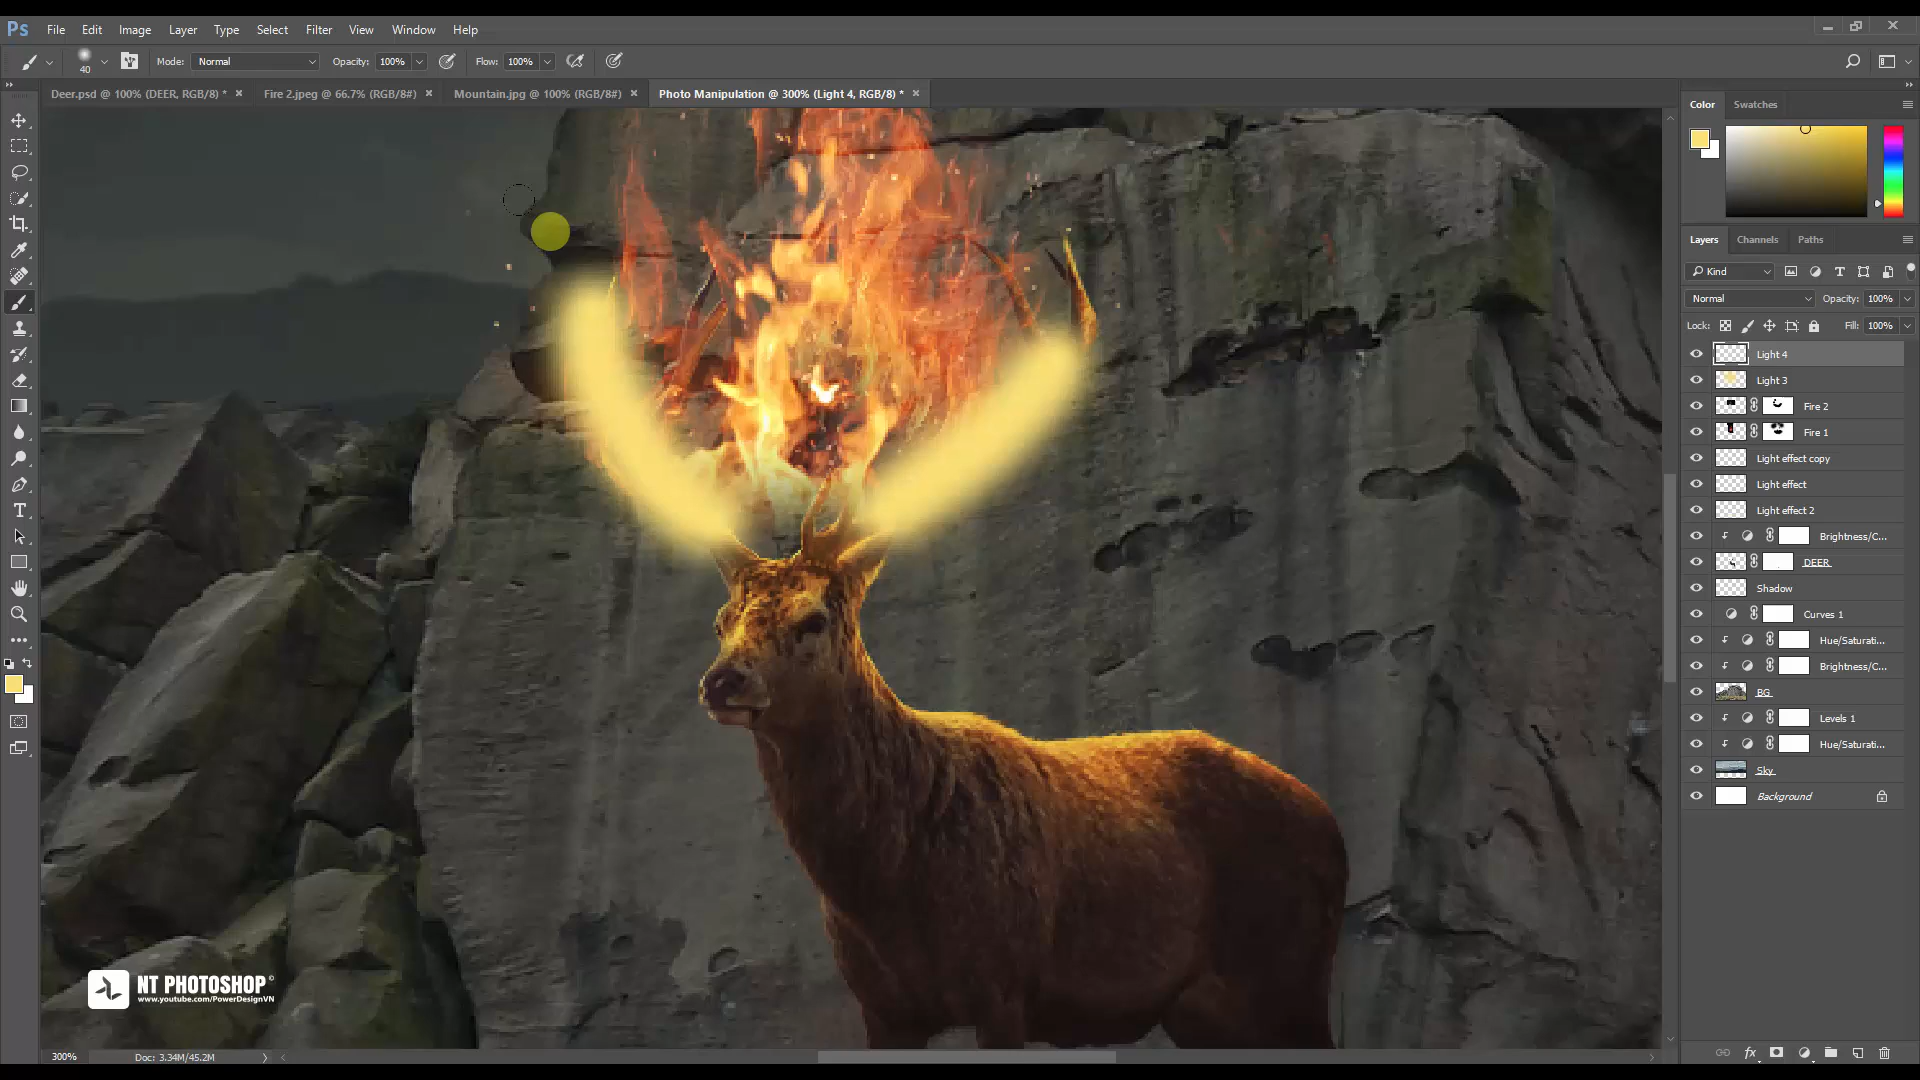 Ps File Edit Image Layer Type Select Filter View Window Help
40 Mode: Normal Opacity: 100% Flow: 100%
Deer.psd @ 100% (DEER, RGB/8) * Fire 2.jpeg @ 66.7% (RGB/8#) Mountain.jpg @ 100% (RGB/8#) Photo Manipulation @ 300% (Light 4, RGB/8) *
Color Swatches
Layers Channels Paths
Kind
Normal Opacity: 100%
Lock: Fill: 100%
Light 4
Light 3
Fire 2
Fire 1
Light effect copy
Light effect
Light effect 2
Brightness/C...
DEER
Shadow
Curves 1
Hue/Saturati...
Brightness/C...
BG
Levels 1
Hue/Saturati...
Sky
Background
NT PHOTOSHOP©
www.youtube.com/PowerDesignVN
300% Doc: 3.34M/45.2M
fx